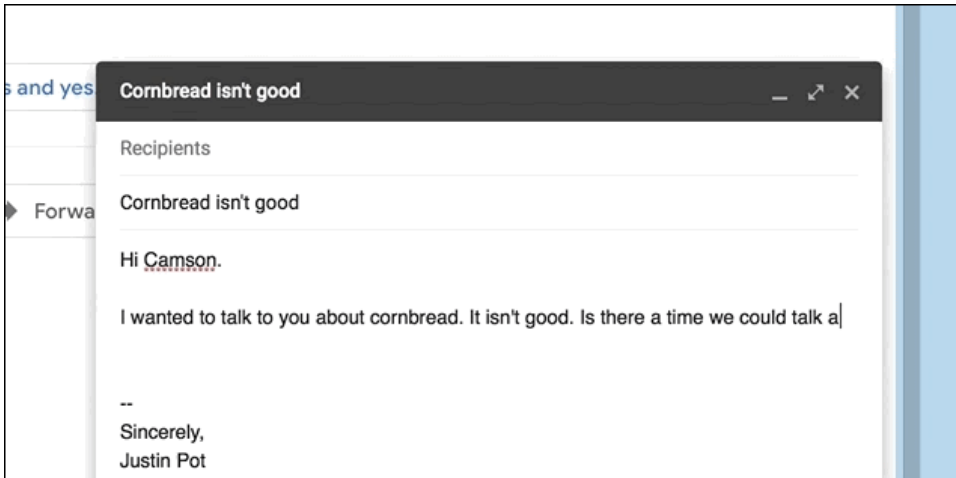 Cornbread isn't good
s and yes
Recipients
Cornbread isn't good
Forwa
Hi Camson.
I wanted to talk to you about cornbread. It isn't good. Is there a time we could talk a
--
Sincerely,
Justin Pot